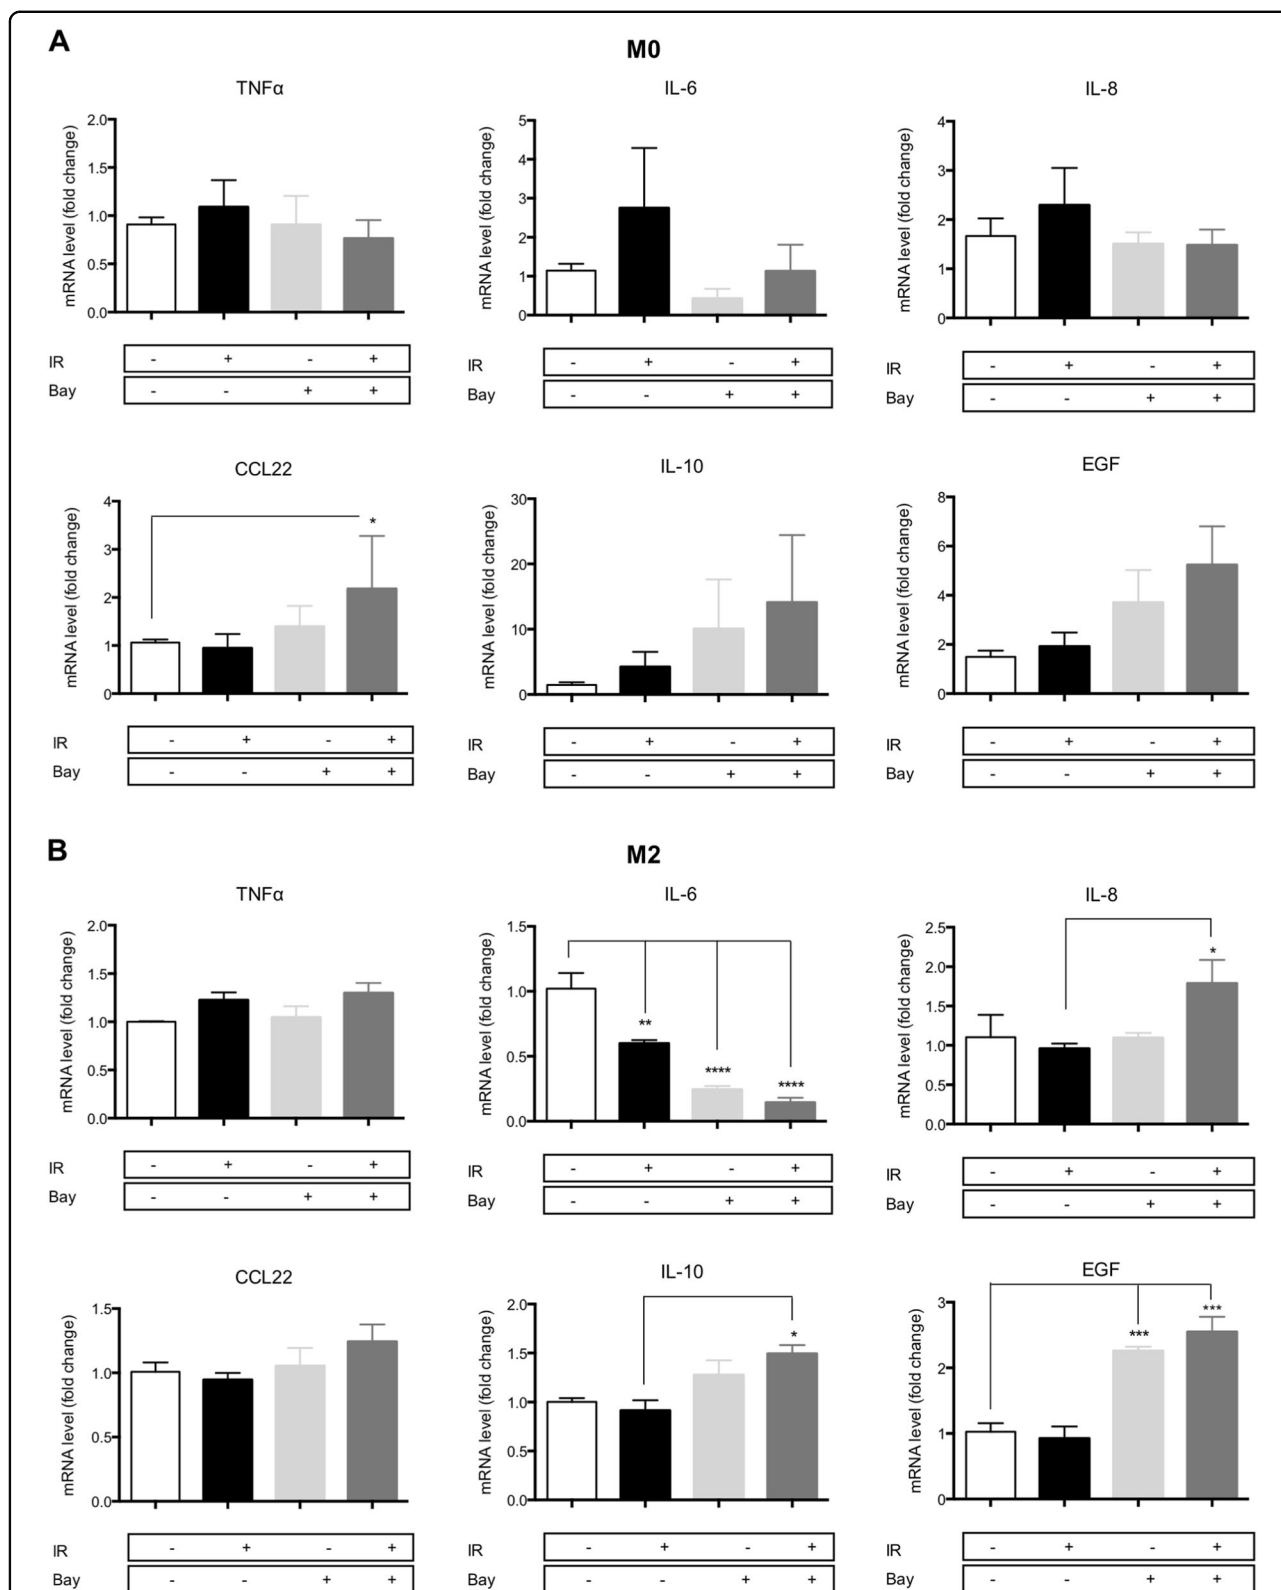 A
M0
TNFα
IL-6
IL-8
mRNA level (fold change)
2.0
1.5
1.0
0.5
0.0
mRNA level (fold change)
5
4
3
2
1
0
mRNA level (fold change)
4
3
2
1
0
IR - + - +
Bay - - + +
IR - + - +
Bay - - + +
IR - + - +
Bay - - + +
CCL22
IL-10
EGF
mRNA level (fold change)
4
3
2
1
0
*
mRNA level (fold change)
30
20
10
0
mRNA level (fold change)
8
6
4
2
0
IR - + - +
Bay - - + +
IR - + - +
Bay - - + +
IR - + - +
Bay - - + +
B
M2
TNFα
IL-6
IL-8
mRNA level (fold change)
2.0
1.5
1.0
0.5
0.0
mRNA level (fold change)
1.5
1.0
0.5
0.0
**
****
****
mRNA level (fold change)
2.5
2.0
1.5
1.0
0.5
0.0
*
IR - + - +
Bay - - + +
IR - + - +
Bay - - + +
IR - + - +
Bay - - + +
CCL22
IL-10
EGF
mRNA level (fold change)
1.5
1.0
0.5
0.0
mRNA level (fold change)
2.0
1.5
1.0
0.5
0.0
*
mRNA level (fold change)
3
2
1
0
***
***
IR - + - +
Bay - - + +
IR - + - +
Bay - - + +
IR - + - +
Bay - - + +